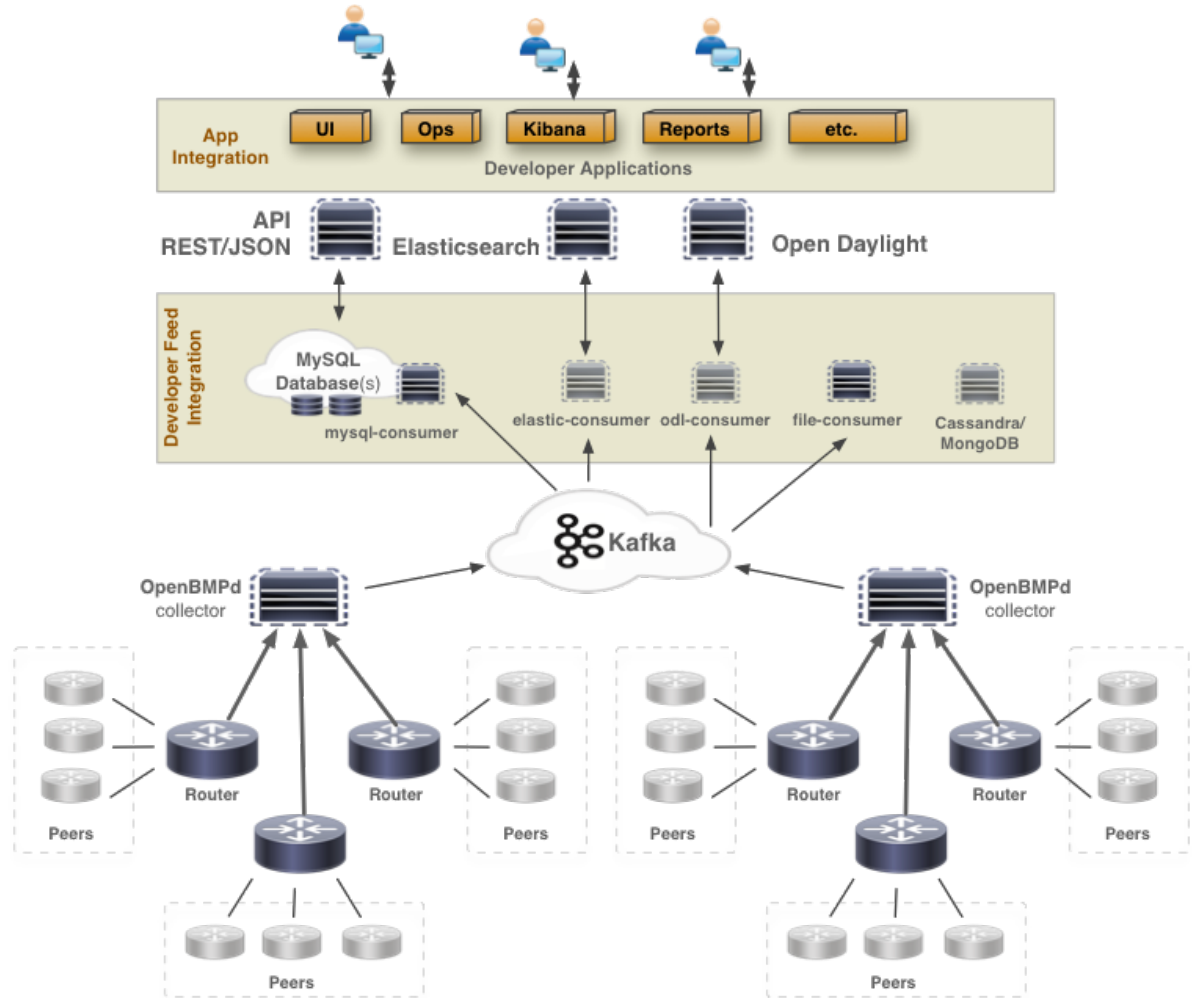 UI
Ops
Kibana
Reports
etc.
App
Integration
Developer Applications
API
REST/JSON
Elasticsearch
Open Daylight
Developer Feed
Integration
MySQL
Database(s)
mysql-consumer
elastic-consumer
odl-consumer
file-consumer
Cassandra/
MongoDB
Kafka
OpenBMPd
collector
OpenBMPd
collector
Router
Router
Peers
Peers
Peers
Router
Router
Peers
Peers
Peers